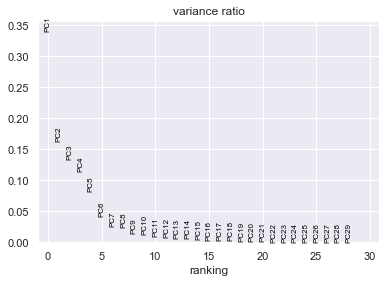 variance ratio
0.35
0.30
0.25
0.20
0.15
0.10
0.05
0.00
PC1
PC2
PC3
PC4
PC5
PC6
PC7
PC8
PC9
PC10
PC11
PC12
PC13
PC14
PC15
PC16
PC17
PC18
PC19
PC20
PC21
PC22
PC23
PC24
PC25
PC26
PC27
PC28
PC29
0 5 10 15 20 25 30
ranking